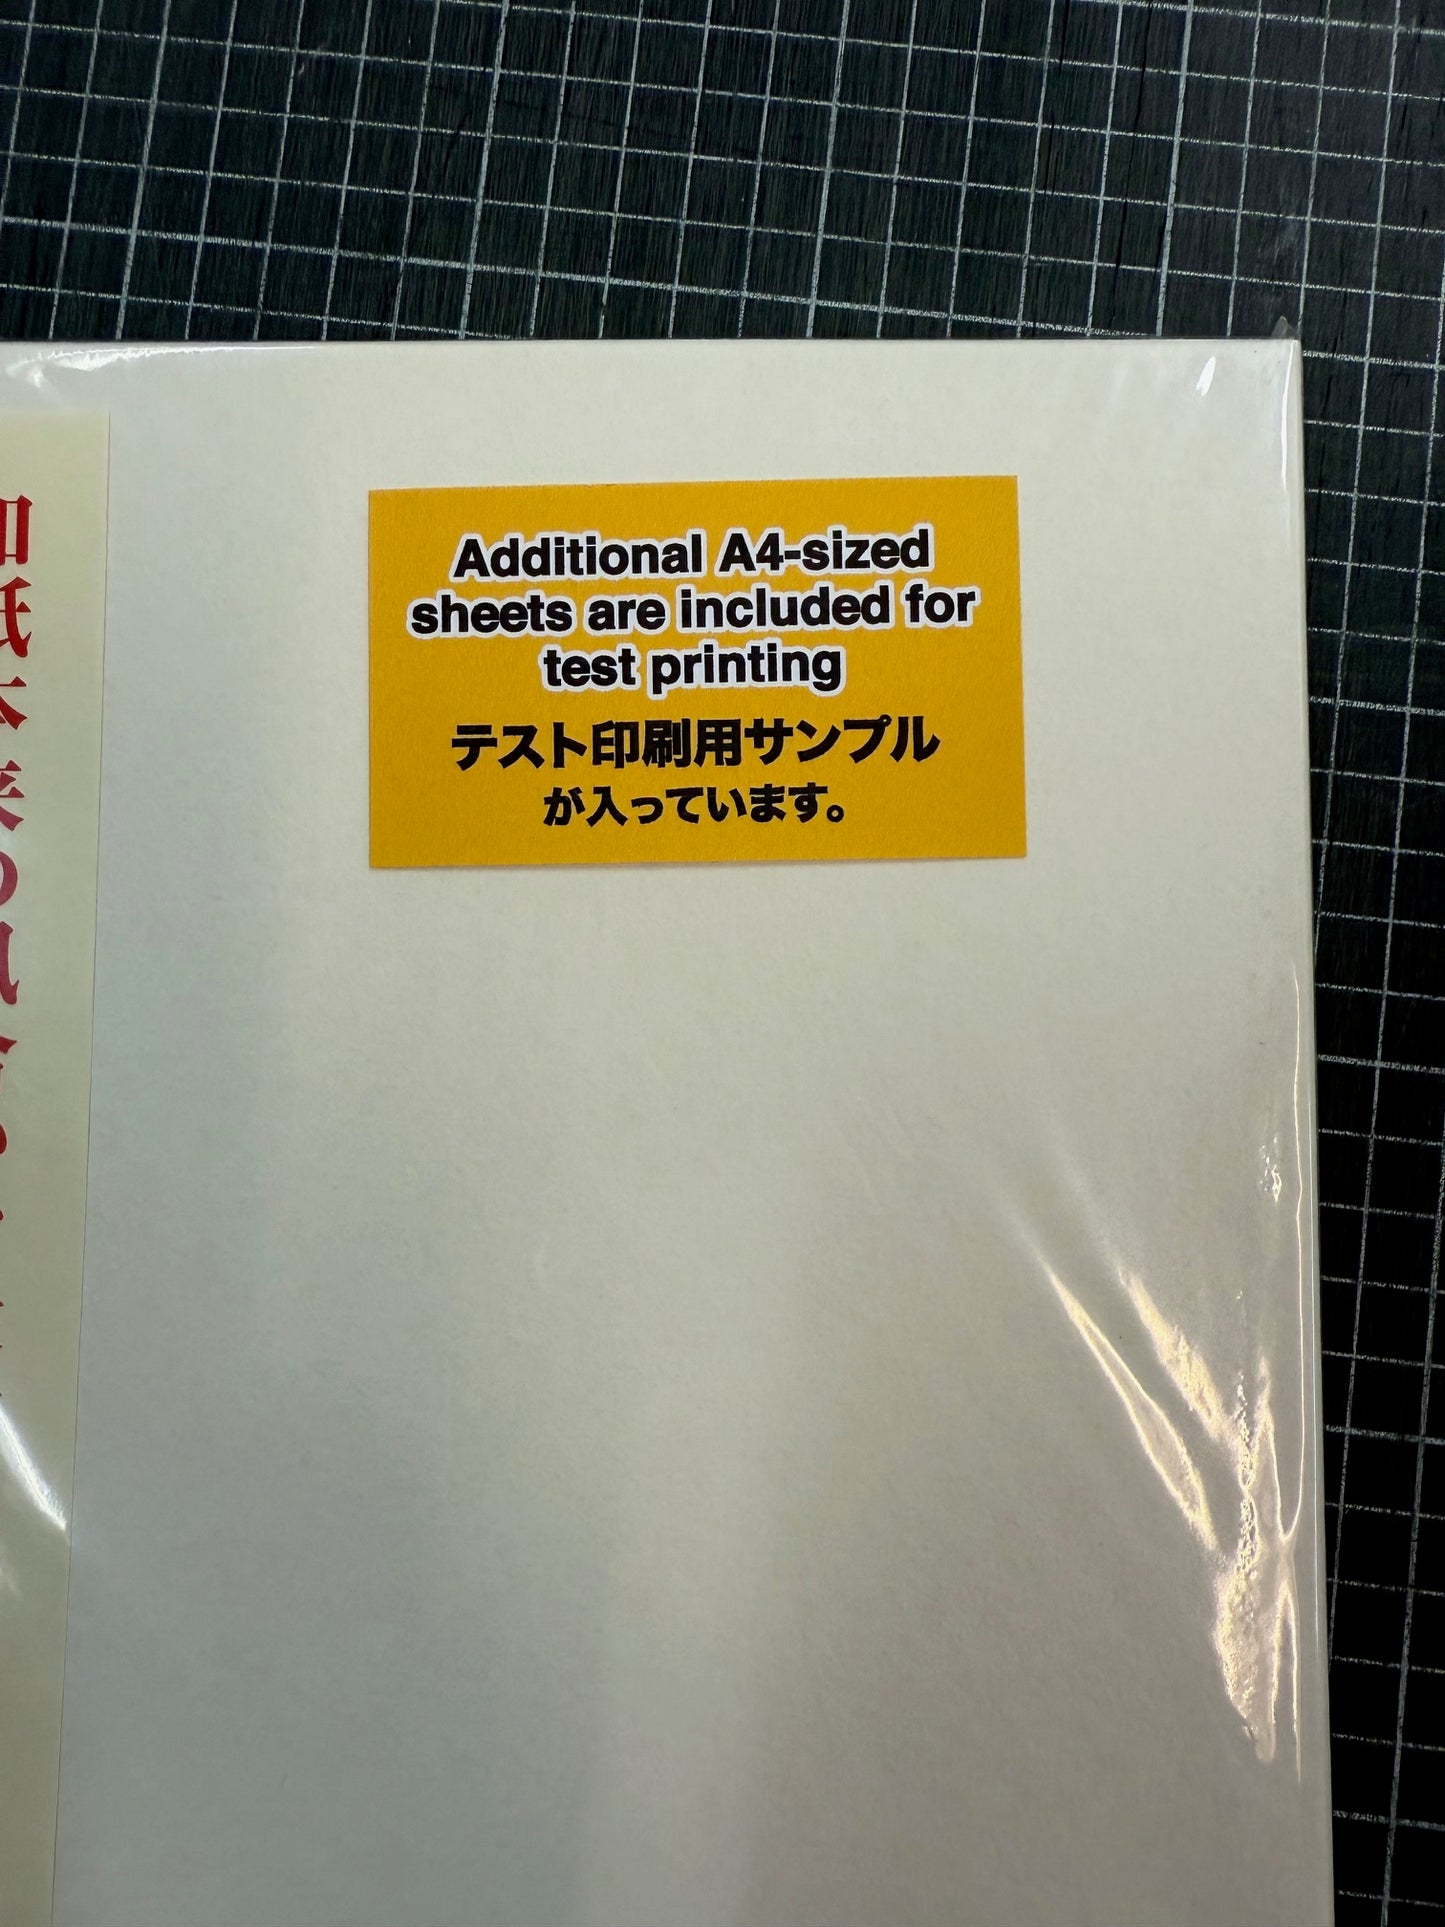 Additional A4-sized
sheets are included for
test printing
テスト印刷用サンプル
が入っています。